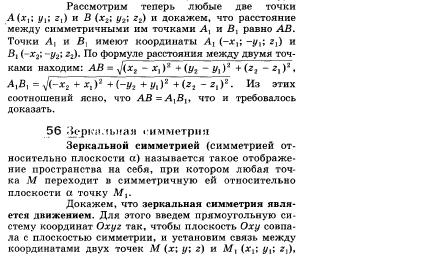 Рассмотрим теперь любые две точки
A (x₁; y₁; z₁) и B (x₂; y₂; z₂) и докажем, что расстояние
между симметричными им точками A₁ и B₁ равно AB.
Точки A₁ и B₁ имеют координаты A₁ (−x₁; −y₁; z₁) и
B₁ (−x₂; −y₂; z₂). По формуле расстояния между двумя точ-
ками находим: AB = √(x₂ − x₁)² + (y₂ − y₁)² + (z₂ − z₁)²,
A₁B₁ = √(−x₂ + x₁)² + (−y₂ + y₁)² + (z₂ − z₁)². Из этих
соотношений ясно, что AB = A₁B₁, что и требовалось
доказать.
56 Зеркальная симметрия
Зеркальной симметрией (симметрией от-
носительно плоскости α) называется такое отображе-
ние пространства на себя, при котором любая точ-
ка M переходит в симметричную ей относительно
плоскости α точку M₁.
Докажем, что зеркальная симметрия явля-
ется движением. Для этого введем прямоугольную си-
стему координат Oxyz так, чтобы плоскость Oxy совпа-
ла с плоскостью симметрии, и установим связь между
координатами двух точек M (x; y; z) и M₁ (x₁; y₁; z₁),